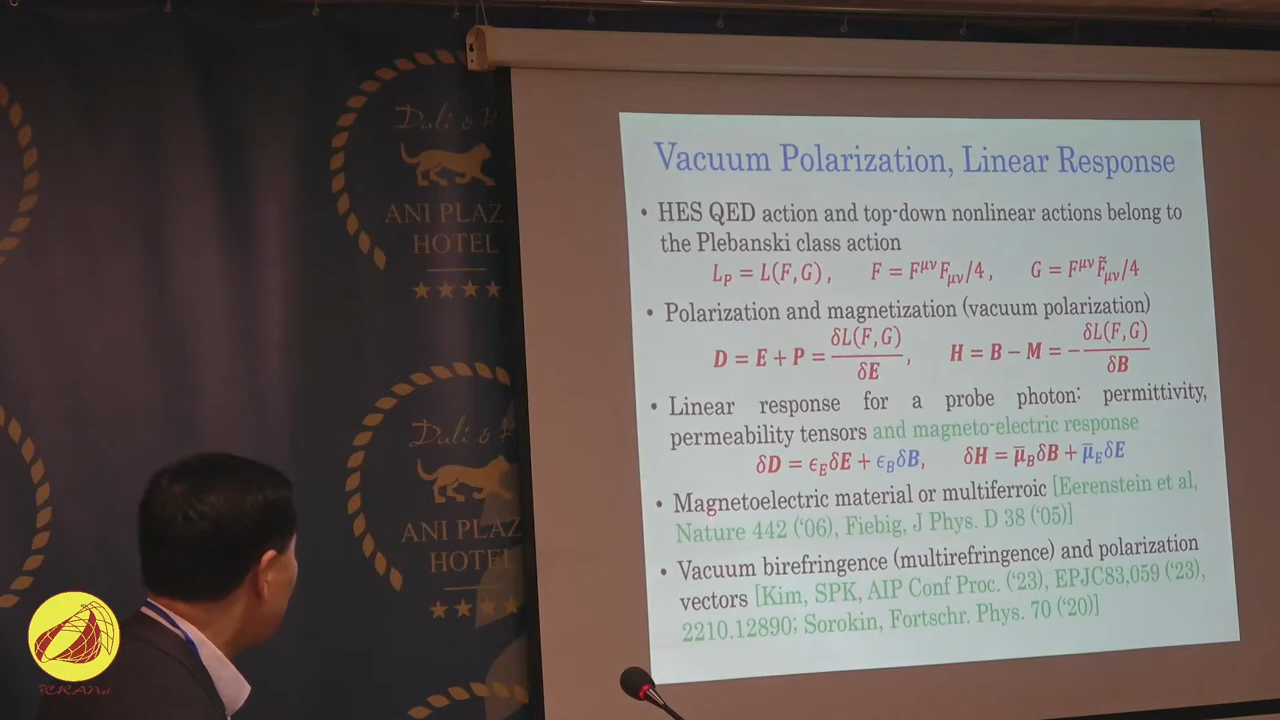 Vacuum Polarization, Linear Response
• HES QED action and top-down nonlinear actions belong to
the Plebanski class action
L_P = L(F, G), F = F^{μν}F_{μν}/4, G = F^{μν}F̃_{μν}/4
• Polarization and magnetization (vacuum polarization)
D = E + P = δL(F,G)/δE, H = B − M = −δL(F,G)/δB
• Linear response for a probe photon: permittivity,
permeability tensors and magneto-electric response
δD = ϵ_E δE + ϵ_B δB, δH = μ̅_B δB + μ̅_E δE
• Magnetoelectric material or multiferroic [Eerenstein et al,
Nature 442 (‘06), Fiebig, J Phys. D 38 (‘05)]
• Vacuum birefringence (multirefringence) and polarization
vectors [Kim, SPK, AIP Conf Proc. (‘23), EPJC83,059 (‘23),
2210.12890; Sorokin, Fortschr. Phys. 70 (‘20)]
Dali &
ANI PLAZ
HOTEL
Dali &
ANI PLAZ
HOTEL
ICRANet